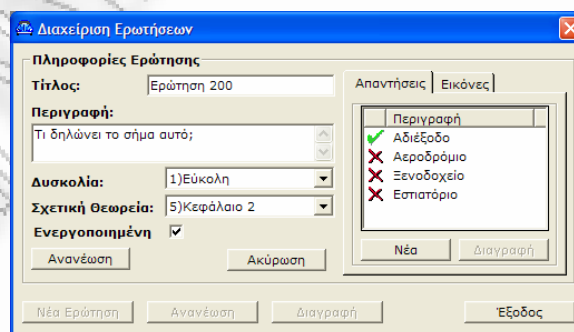 Διαχείριση Ερωτήσεων
Πληροφορίες Ερώτησης
Τίτλος: Ερώτηση 200
Περιγραφή:
Τι δηλώνει το σήμα αυτό;
Δυσκολία: 1)Εύκολη
Σχετική Θεωρεία: 5)Κεφάλαιο 2
Ενεργοποιημένη
Ανανέωση Ακύρωση
Απαντήσεις Εικόνες
Περιγραφή
Αδιέξοδο
Αεροδρόμιο
Ξενοδοχείο
Εστιατόριο
Νέα Διαγραφή
Νέα Ερώτηση Ανανέωση Διαγραφή Έξοδος